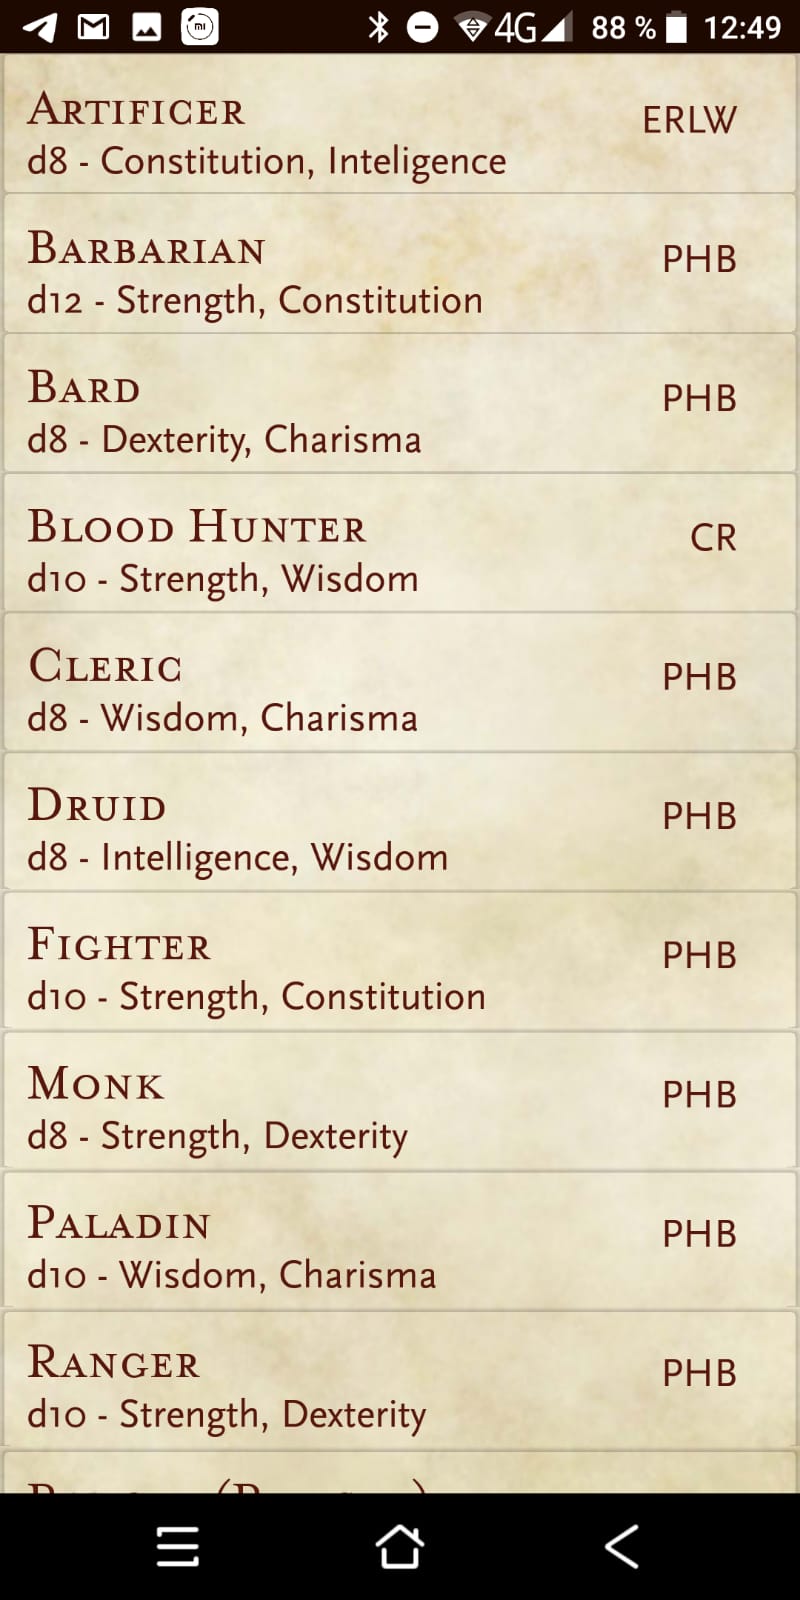 4G 88 % 12:49
Artificer ERLW
d8 - Constitution, Inteligence
Barbarian PHB
d12 - Strength, Constitution
Bard PHB
d8 - Dexterity, Charisma
Blood Hunter CR
d10 - Strength, Wisdom
Cleric PHB
d8 - Wisdom, Charisma
Druid PHB
d8 - Intelligence, Wisdom
Fighter PHB
d10 - Strength, Constitution
Monk PHB
d8 - Strength, Dexterity
Paladin PHB
d10 - Wisdom, Charisma
Ranger PHB
d10 - Strength, Dexterity